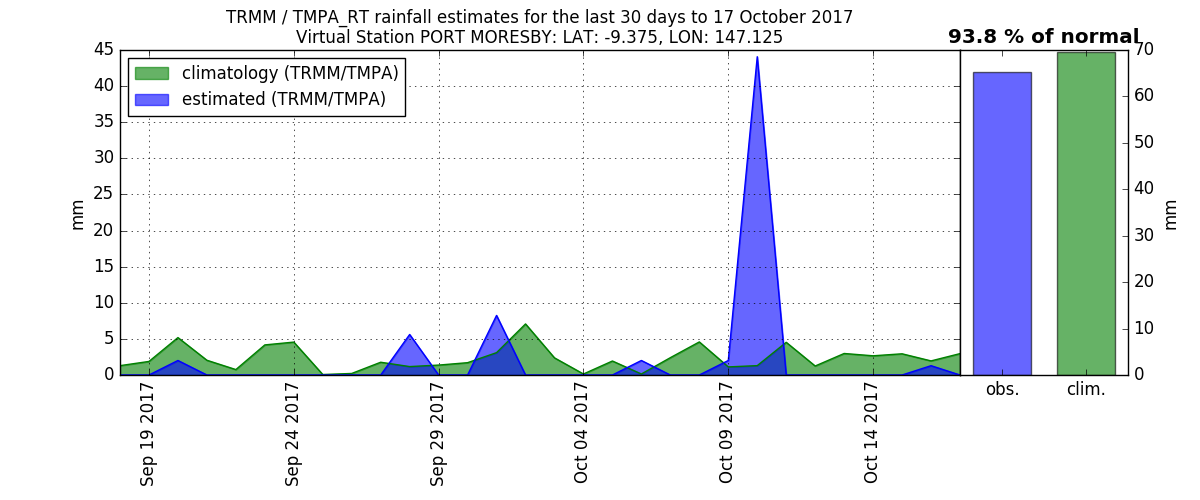 TRMM / TMPA_RT rainfall estimates for the last 30 days to 17 October 2017
Virtual Station PORT MORESBY: LAT: -9.375, LON: 147.125
93.8 % of normal
climatology (TRMM/TMPA)
estimated (TRMM/TMPA)
45
40
35
30
25
20
15
10
5
0
mm
Sep 19 2017
Sep 24 2017
Sep 29 2017
Oct 04 2017
Oct 09 2017
Oct 14 2017
obs.
clim.
70
60
50
40
30
20
10
0
mm